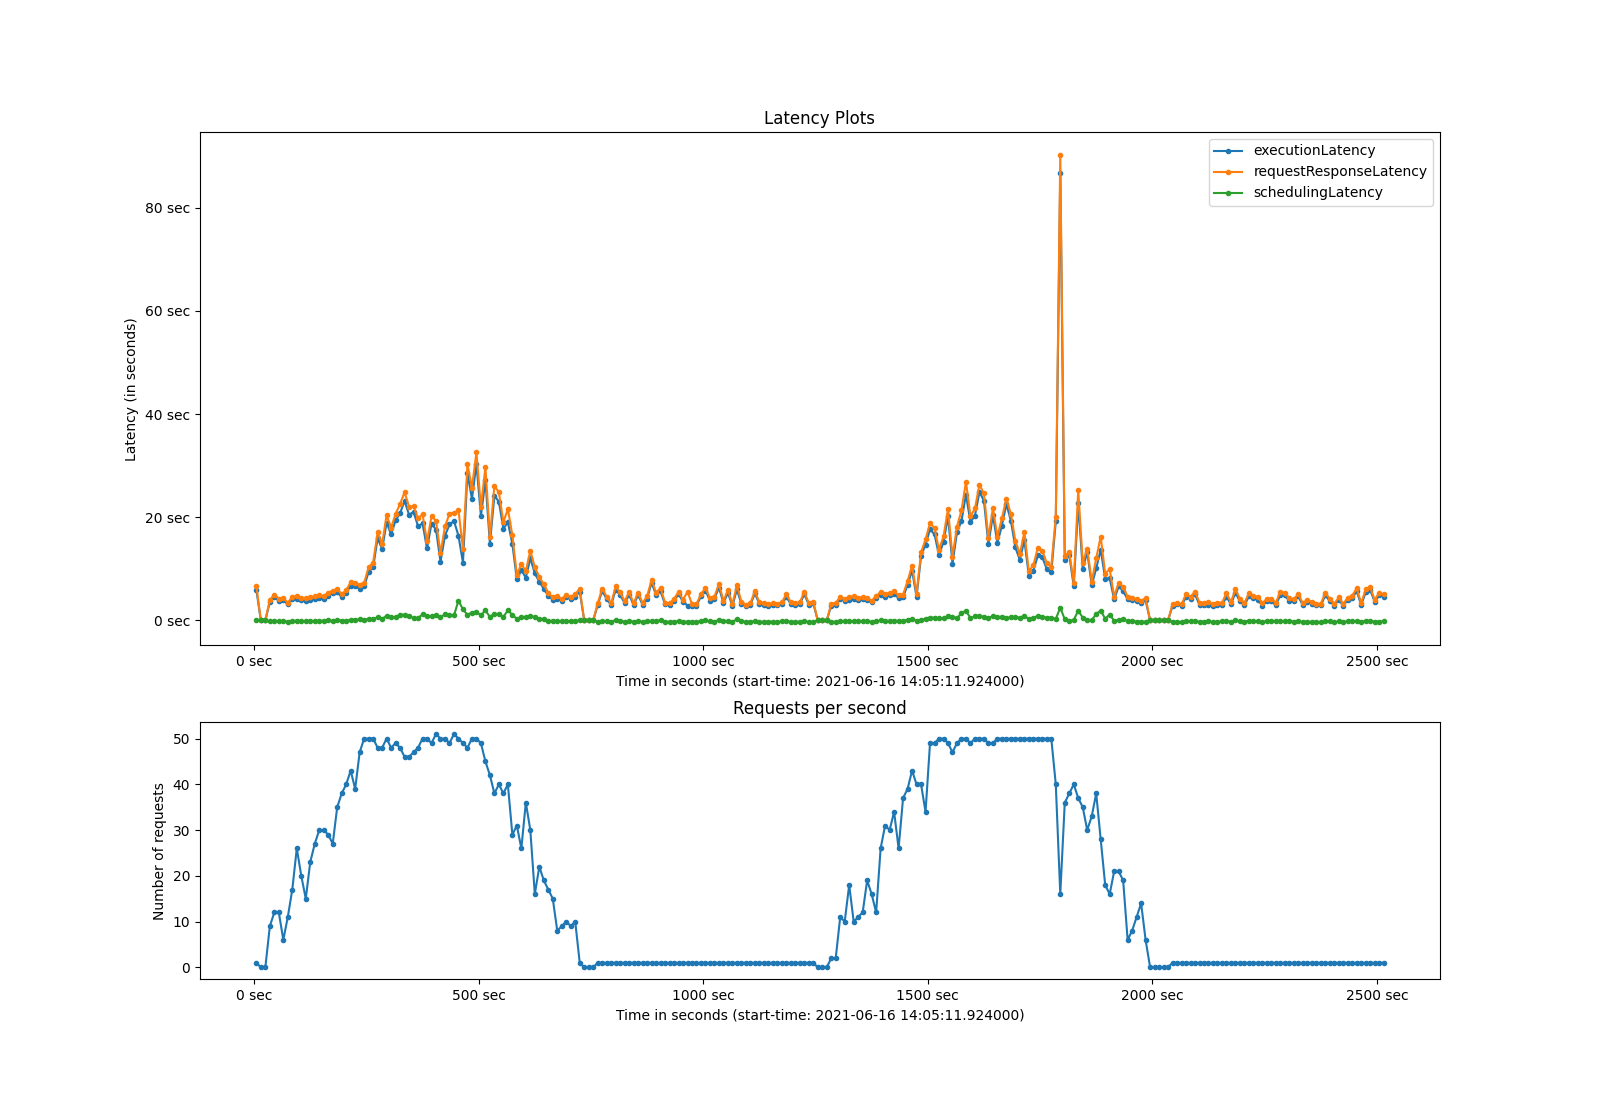 Latency Plots
executionLatency
requestResponseLatency
schedulingLatency
80 sec
60 sec
40 sec
20 sec
0 sec
Latency (in seconds)
0 sec 500 sec 1000 sec 1500 sec 2000 sec 2500 sec
Time in seconds (start-time: 2021-06-16 14:05:11.924000)
Requests per second
50
40
30
20
10
0
Number of requests
0 sec 500 sec 1000 sec 1500 sec 2000 sec 2500 sec
Time in seconds (start-time: 2021-06-16 14:05:11.924000)